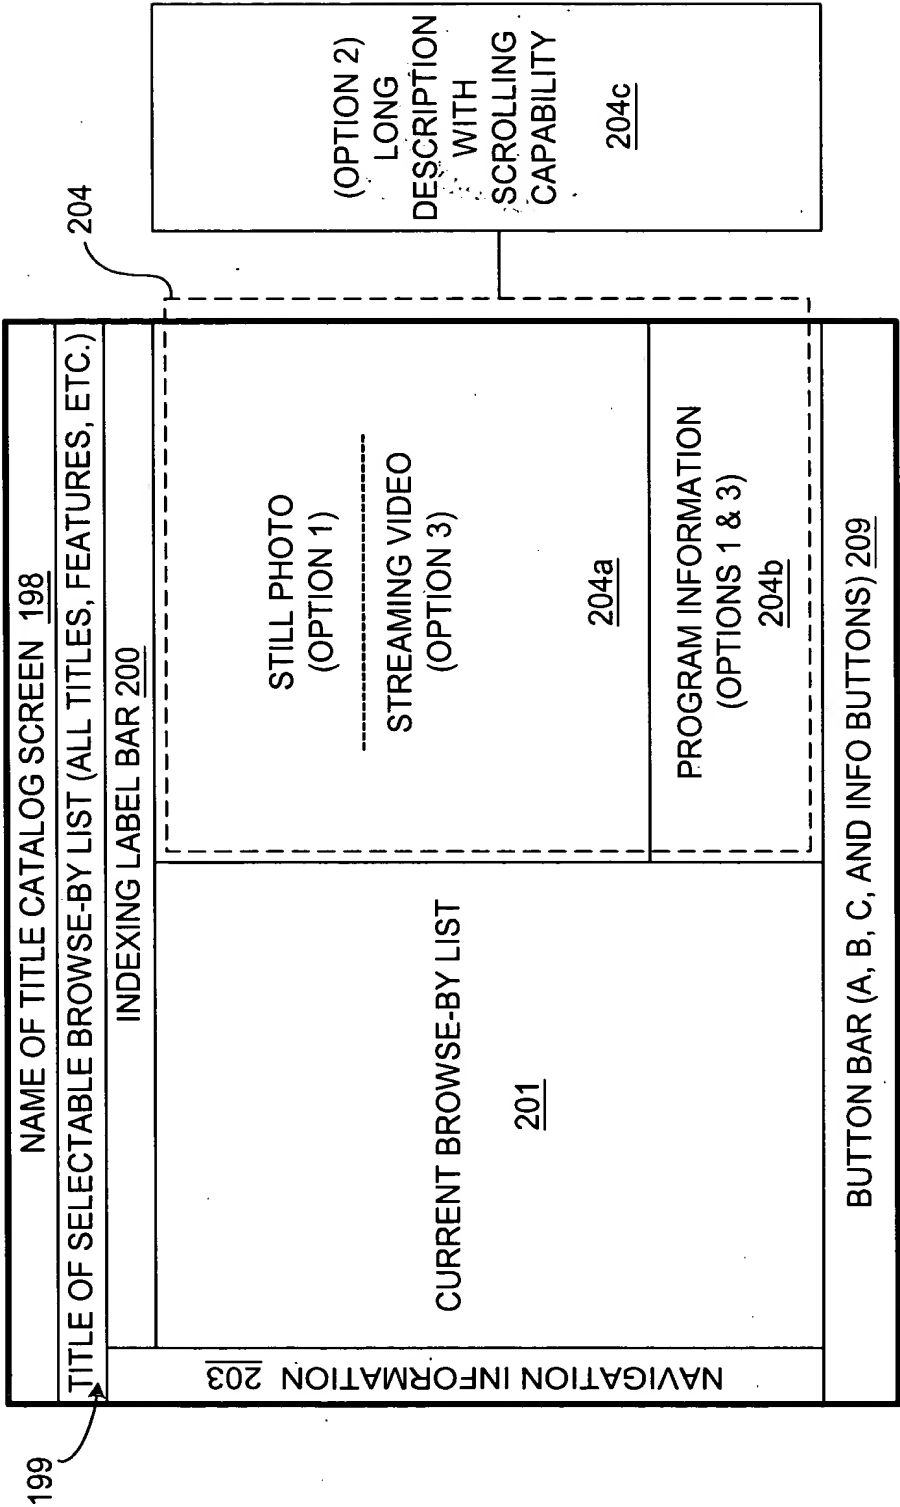 NAME OF TITLE CATALOG SCREEN 198
199
TITLE OF SELECTABLE BROWSE-BY LIST (ALL TITLES, FEATURES, ETC.)
204
INDEXING LABEL BAR 200
NAVIGATION INFORMATION 203
CURRENT BROWSE-BY LIST
201
STILL PHOTO
(OPTION 1)
STREAMING VIDEO
(OPTION 3)
204a
PROGRAM INFORMATION
(OPTIONS 1 & 3)
204b
(OPTION 2)
LONG
DESCRIPTION
WITH
SCROLLING
CAPABILITY
204c
BUTTON BAR (A, B, C, AND INFO BUTTONS) 209